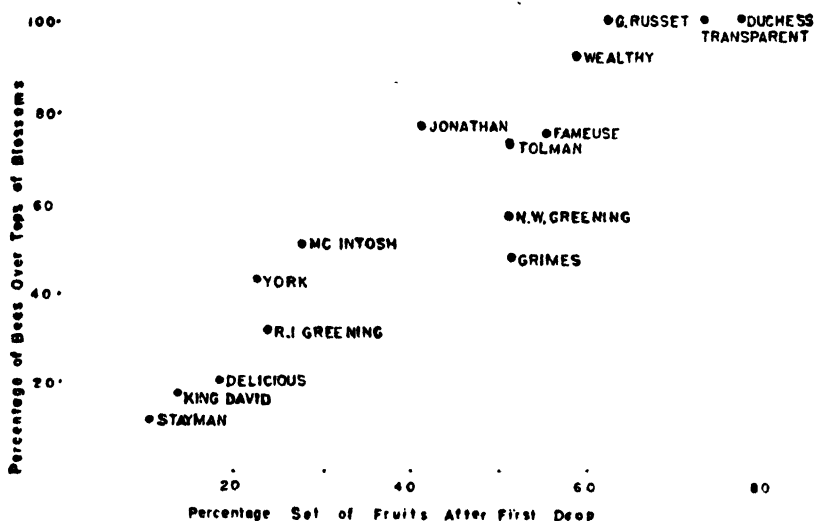 Percentage of Bees Over Tops of Blossoms
100
G. RUSSET
DUCHESS
TRANSPARENT
WEALTHY
80
JONATHAN
FAMEUSE
TOLMAN
60
N.W. GREENING
MC INTOSH
GRIMES
YORK
40
R.I GREENING
20
DELICIOUS
KING DAVID
STAYMAN
20 40 60 80
Percentage Set of Fruits After First Drop